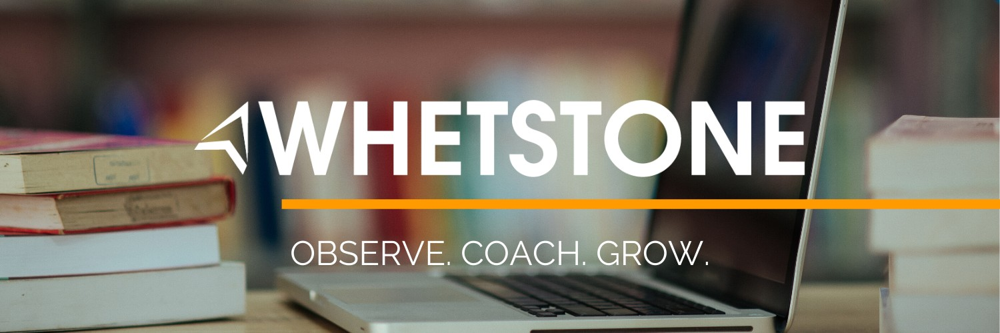 WHETSTONE
OBSERVE. COACH. GROW.